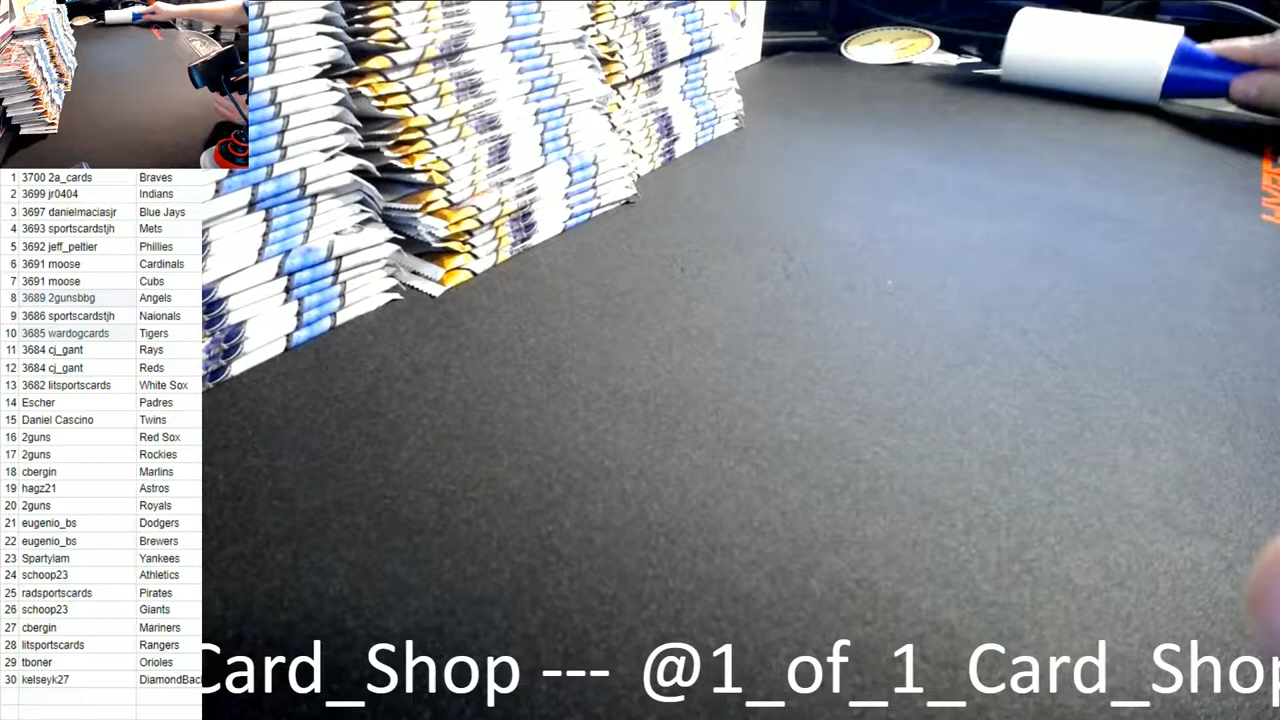 1 3700 2a_cards Braves
2 3699 jr0404 Indians
3 3697 danielmaciasjr Blue Jays
4 3693 sportscardstjh Mets
5 3692 jeff_peltier Phillies
6 3691 moose Cardinals
7 3691 moose Cubs
8 3689 2gunsbbg Angels
9 3686 sportscardstjh Naionals
10 3685 wardogcards Tigers
11 3684 cj_gant Rays
12 3684 cj_gant Reds
13 3682 litsportscards White Sox
14 Escher Padres
15 Daniel Cascino Twins
16 2guns Red Sox
17 2guns Rockies
18 cbergin Marlins
19 hagz21 Astros
20 2guns Royals
21 eugenio_bs Dodgers
22 eugenio_bs Brewers
23 Spartylam Yankees
24 schoop23 Athletics
25 radsportscards Pirates
26 schoop23 Giants
27 cbergin Mariners
28 litsportscards Rangers
29 tboner Orioles
30 kelseyk27 DiamondBac
Card_Shop --- @1_of_1_Card_Shop